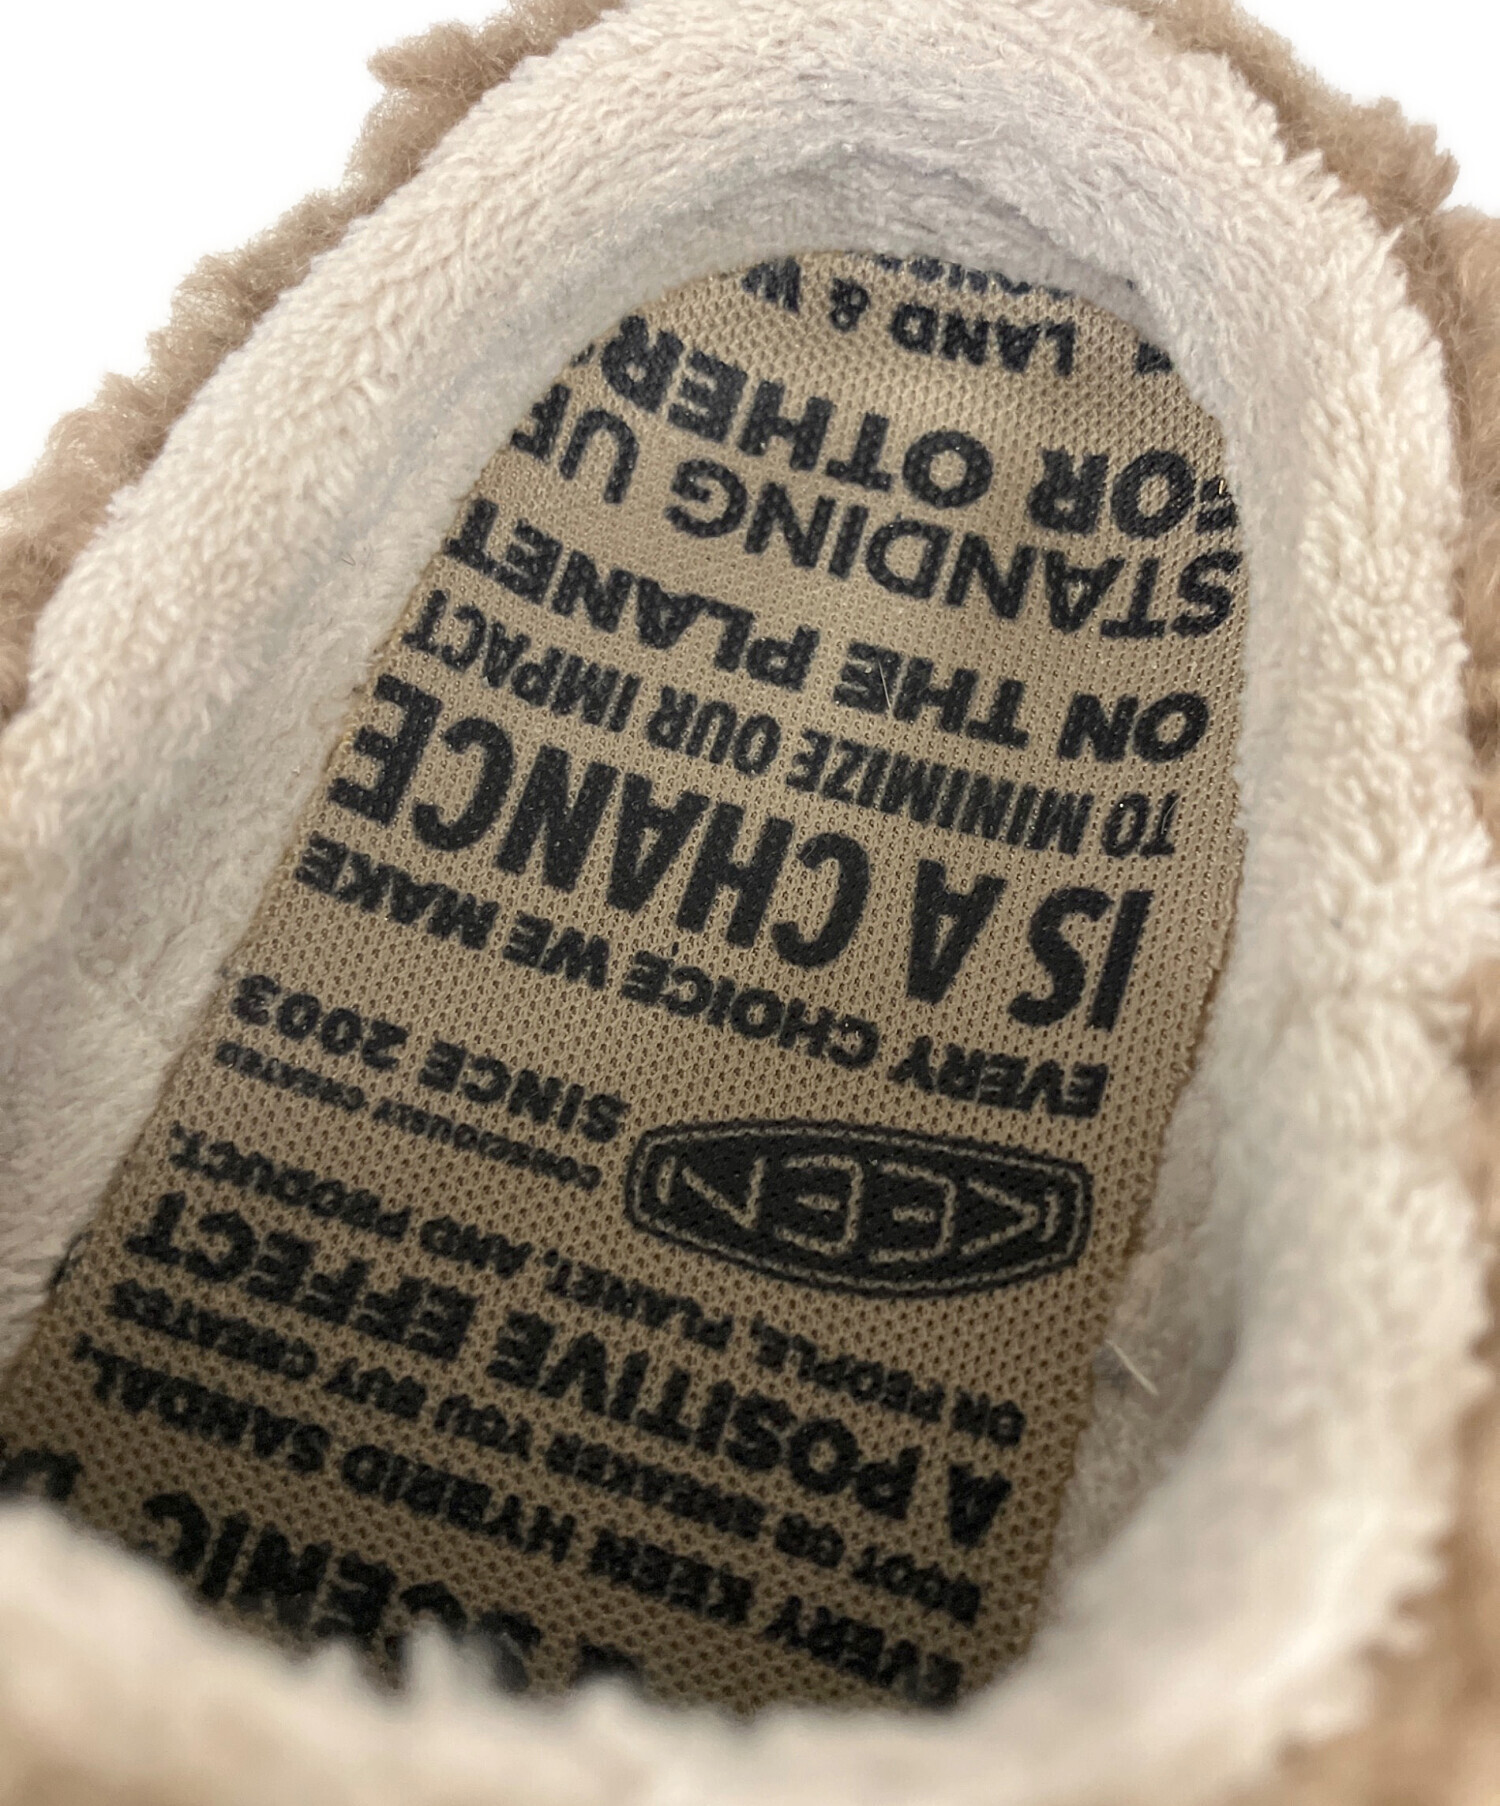 SCENIC
EVERY KEEN HYBRID SANDAL,
BOOT OR SNEAKER YOU BUY CREATES
A POSITIVE EFFECT
ON PEOPLE, PLANET, AND PRODUCT.
KEEN
CONSCIOUSLY CREATED
SINCE 2003
EVERY CHOICE WE MAKE
IS A CHANCE
TO MINIMIZE OUR IMPACT
ON THE PLANET
STANDING UP
FOR OTHER
LAND & W